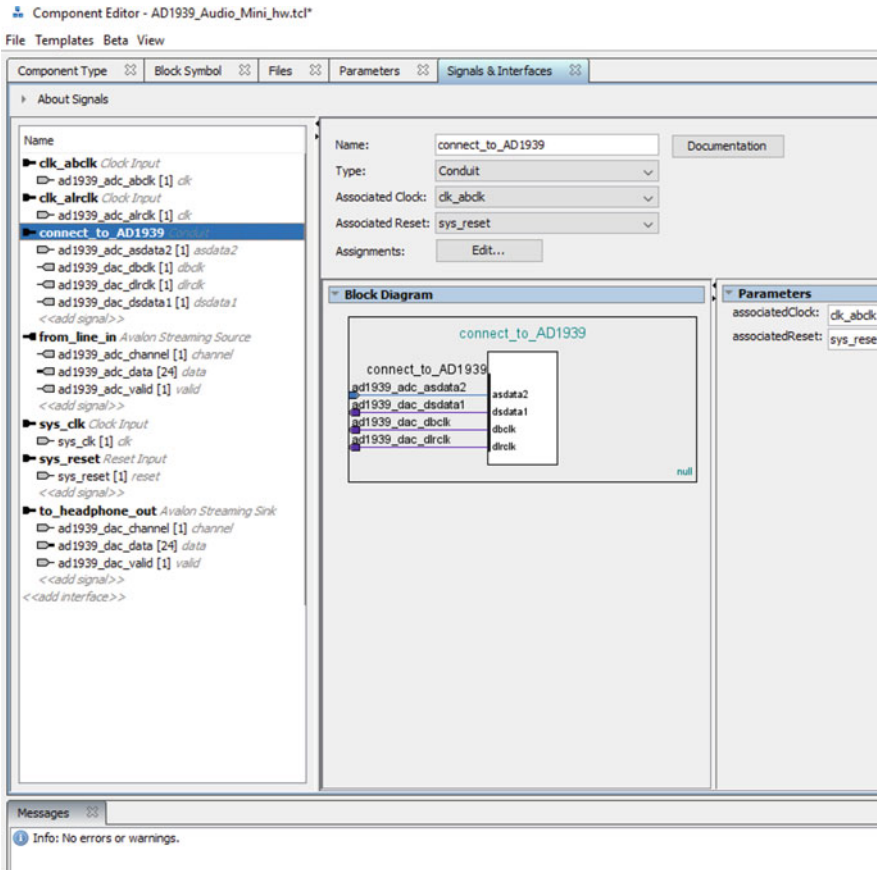 Component Editor - AD1939_Audio_Mini_hw.tcl*
File Templates Beta View
Component Type Block Symbol Files Parameters Signals & Interfaces
About Signals
Name
clk_abclk Clock Input
ad1939_adc_abclk [1] clk
clk_alrclk Clock Input
ad1939_adc_alrclk [1] clk
connect_to_AD1939 Conduit
ad1939_adc_asdata2 [1] asdata2
ad1939_dac_dbclk [1] dbclk
ad1939_dac_dlrclk [1] dlrclk
ad1939_dac_dsdata1 [1] dsdata1
<<add signal>>
from_line_in Avalon Streaming Source
ad1939_adc_channel [1] channel
ad1939_adc_data [24] data
ad1939_adc_valid [1] valid
<<add signal>>
sys_clk Clock Input
sys_clk [1] clk
sys_reset Reset Input
sys_reset [1] reset
<<add signal>>
to_headphone_out Avalon Streaming Sink
ad1939_dac_channel [1] channel
ad1939_dac_data [24] data
ad1939_dac_valid [1] valid
<<add signal>>
<<add interface>>
Name: connect_to_AD1939 Documentation
Type: Conduit
Associated Clock: clk_abclk
Associated Reset: sys_reset
Assignments: Edit...
Block Diagram
connect_to_AD1939
connect_to_AD1939
ad1939_adc_asdata2 asdata2
ad1939_dac_dsdata1 dsdata1
ad1939_dac_dbclk dbclk
ad1939_dac_dlrclk dlrclk
null
Parameters
associatedClock: clk_abclk
associatedReset: sys_rese
Messages
Info: No errors or warnings.